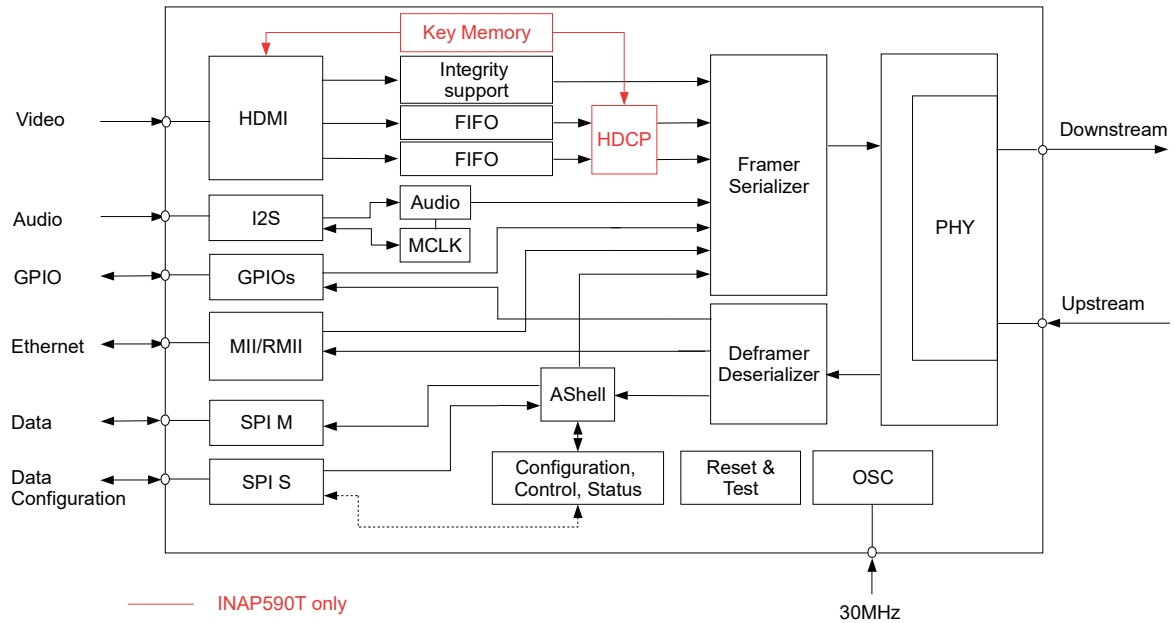 Key Memory
Video
HDMI
Integrity
support
FIFO
FIFO
HDCP
Framer
Serializer
PHY
Downstream
Audio
I2S
Audio
MCLK
GPIO
GPIOs
Upstream
Ethernet
MII/RMII
Deframer
Deserializer
AShell
Data
SPI M
Data
Configuration
SPI S
Configuration,
Control, Status
Reset &
Test
OSC
INAP590T only
30MHz